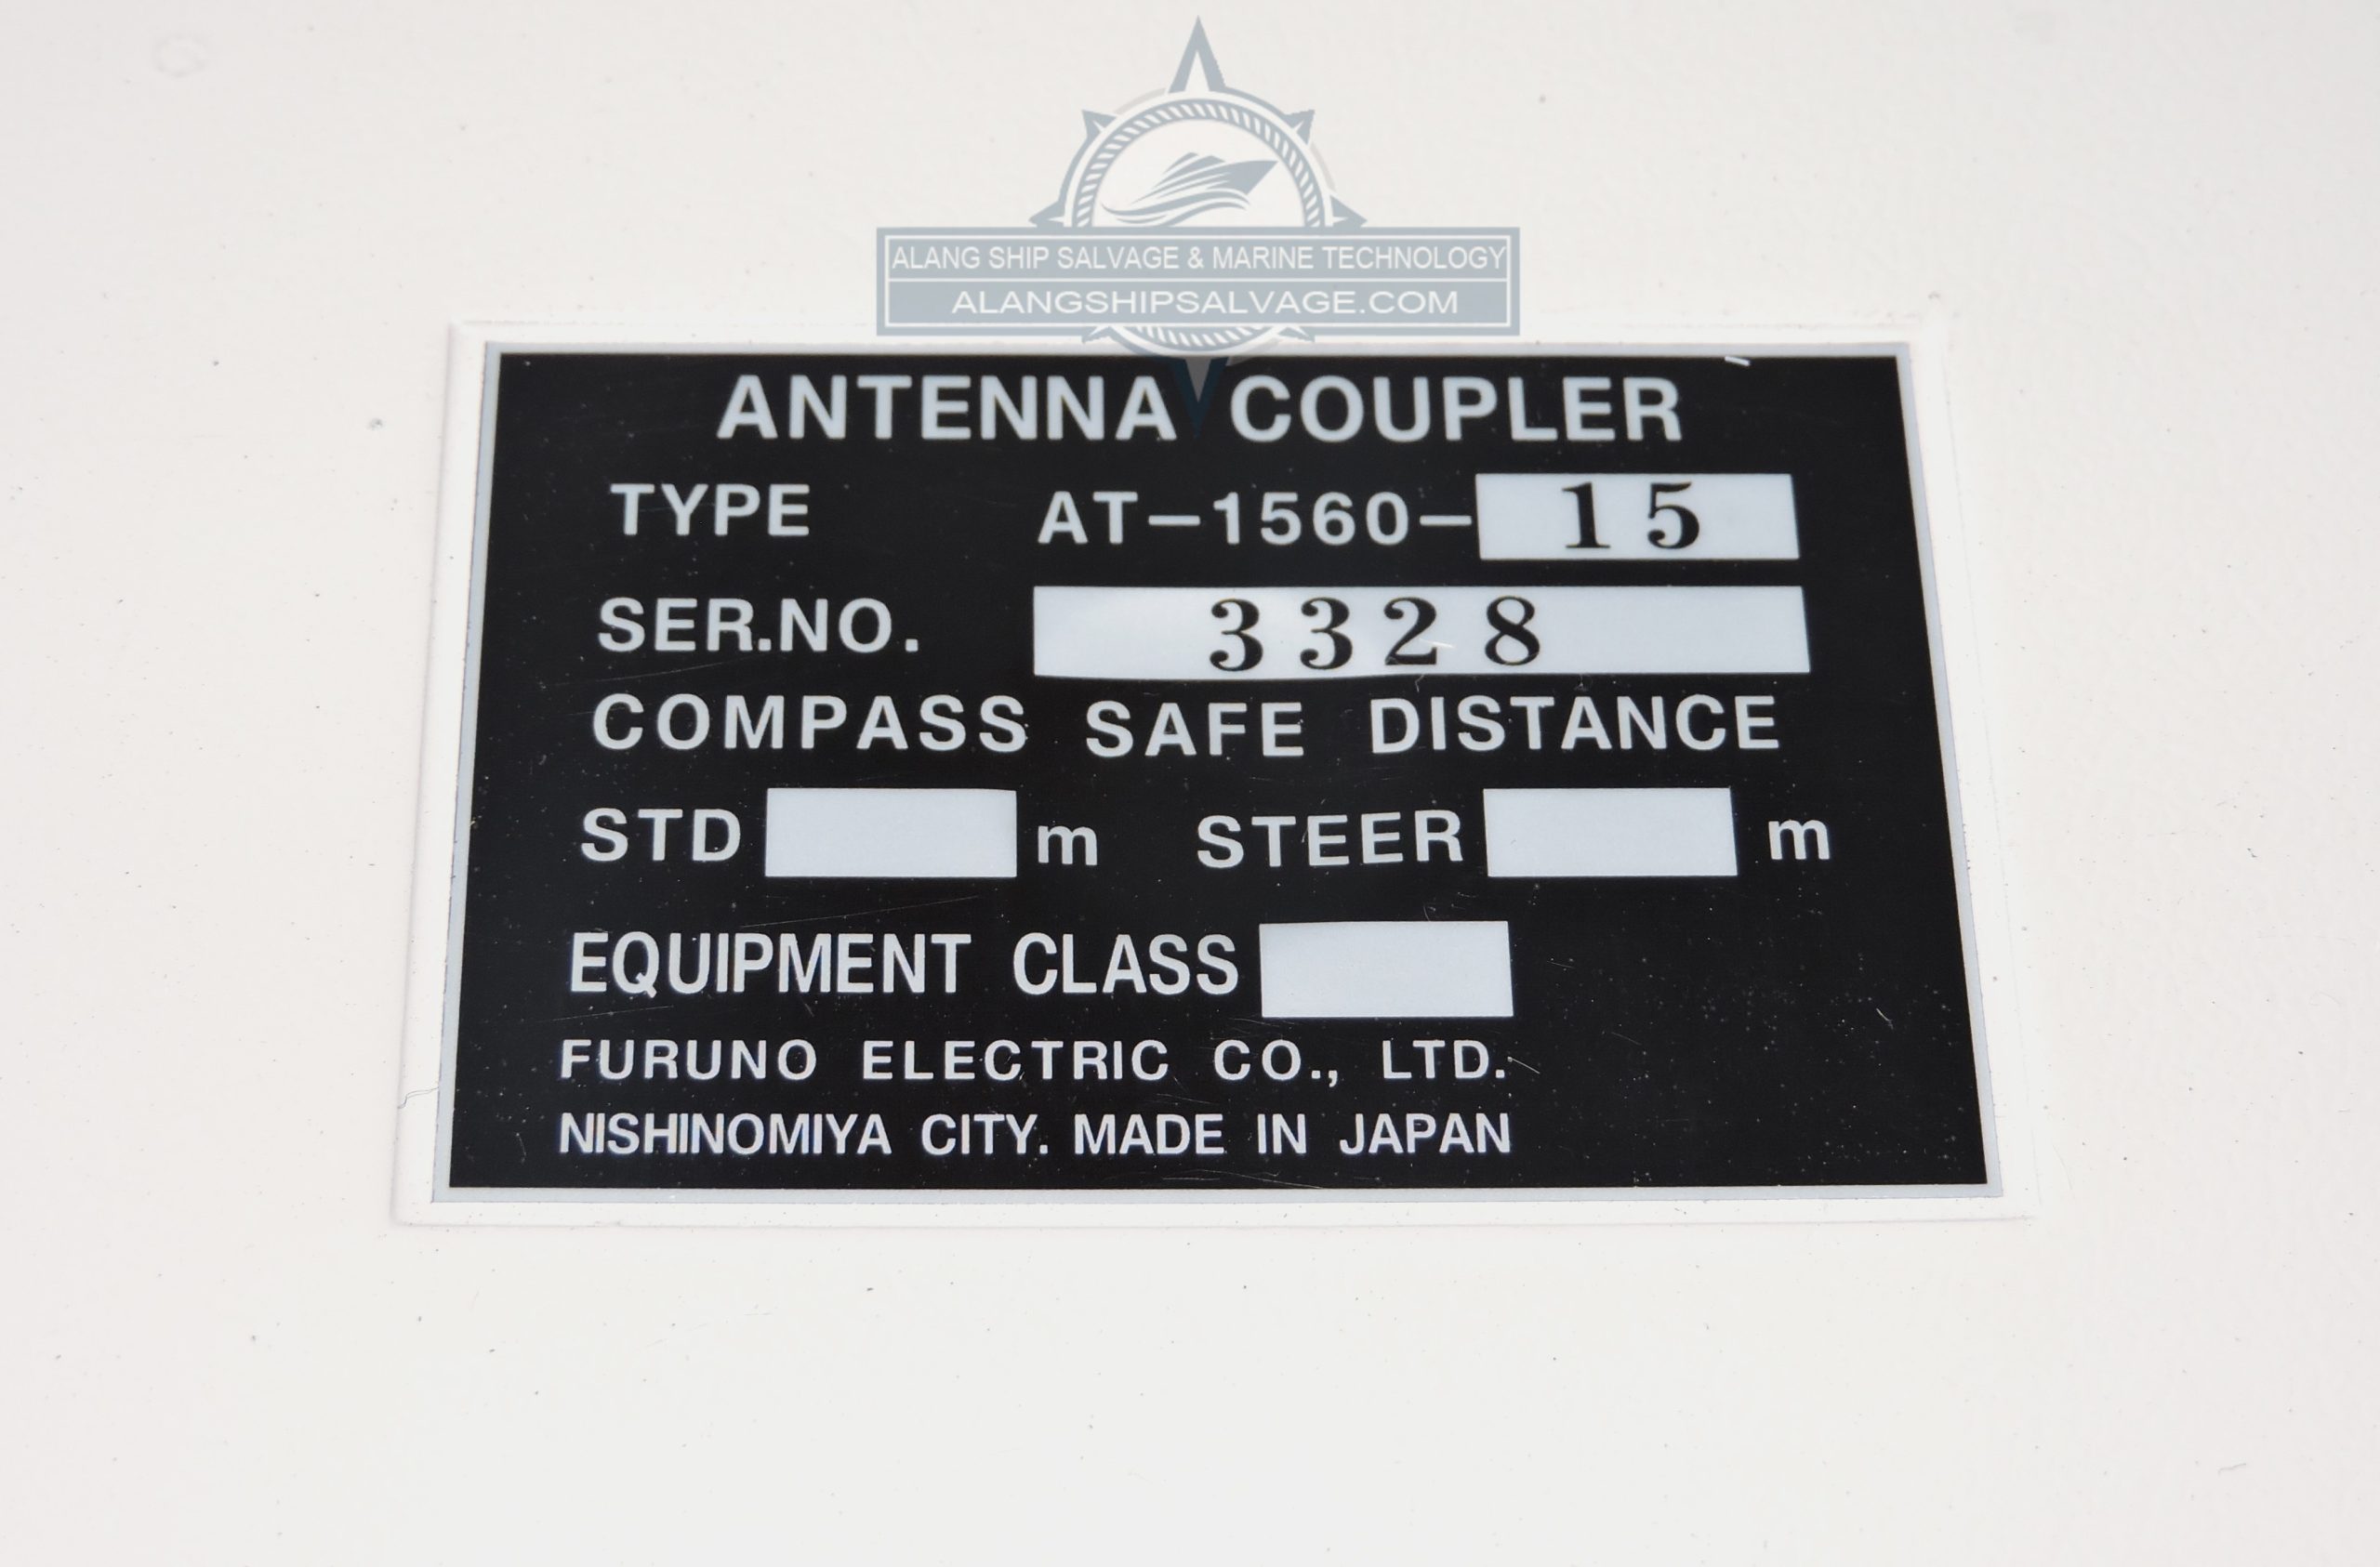 ALANG SHIP SALVAGE & MARINE TECHNOLOGY
ALANGSHIPSALVAGE.COM
ANTENNA COUPLER
TYPE AT-1560-15
SER.NO. 3328
COMPASS SAFE DISTANCE
STD m STEER m
EQUIPMENT CLASS
FURUNO ELECTRIC CO., LTD.
NISHINOMIYA CITY. MADE IN JAPAN